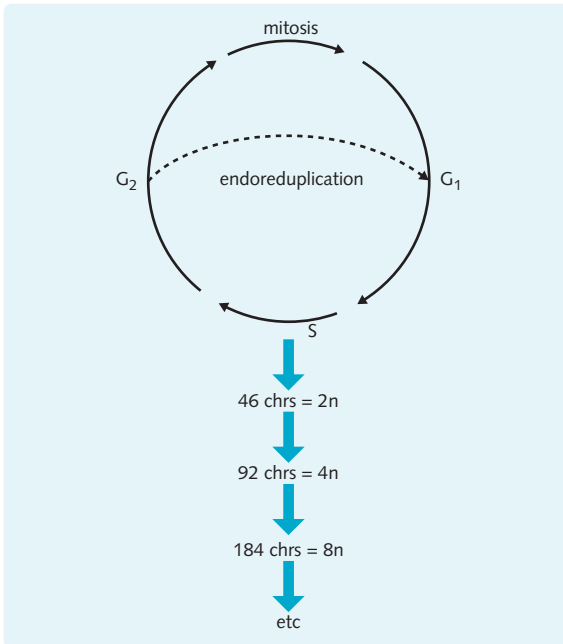 mitosis
G2
endoreduplication
G1
S
46 chrs = 2n
92 chrs = 4n
184 chrs = 8n
etc